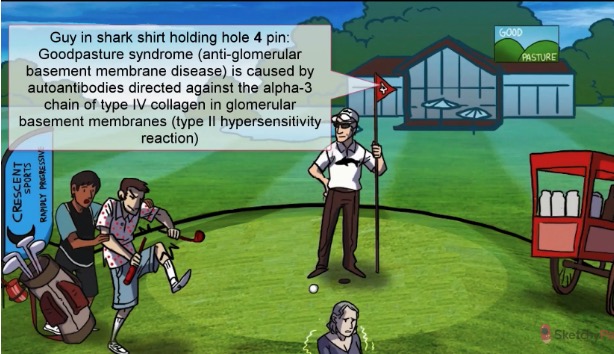 Guy in shark shirt holding hole 4 pin:
Goodpasture syndrome (anti-glomerular
basement membrane disease) is caused by
autoantibodies directed against the alpha-3
chain of type IV collagen in glomerular
basement membranes (type II hypersensitivity
reaction)
GOOD
PASTURE
CRESCENT
SPORTS
RAPIDLY PROGRESSIV
Sketchy